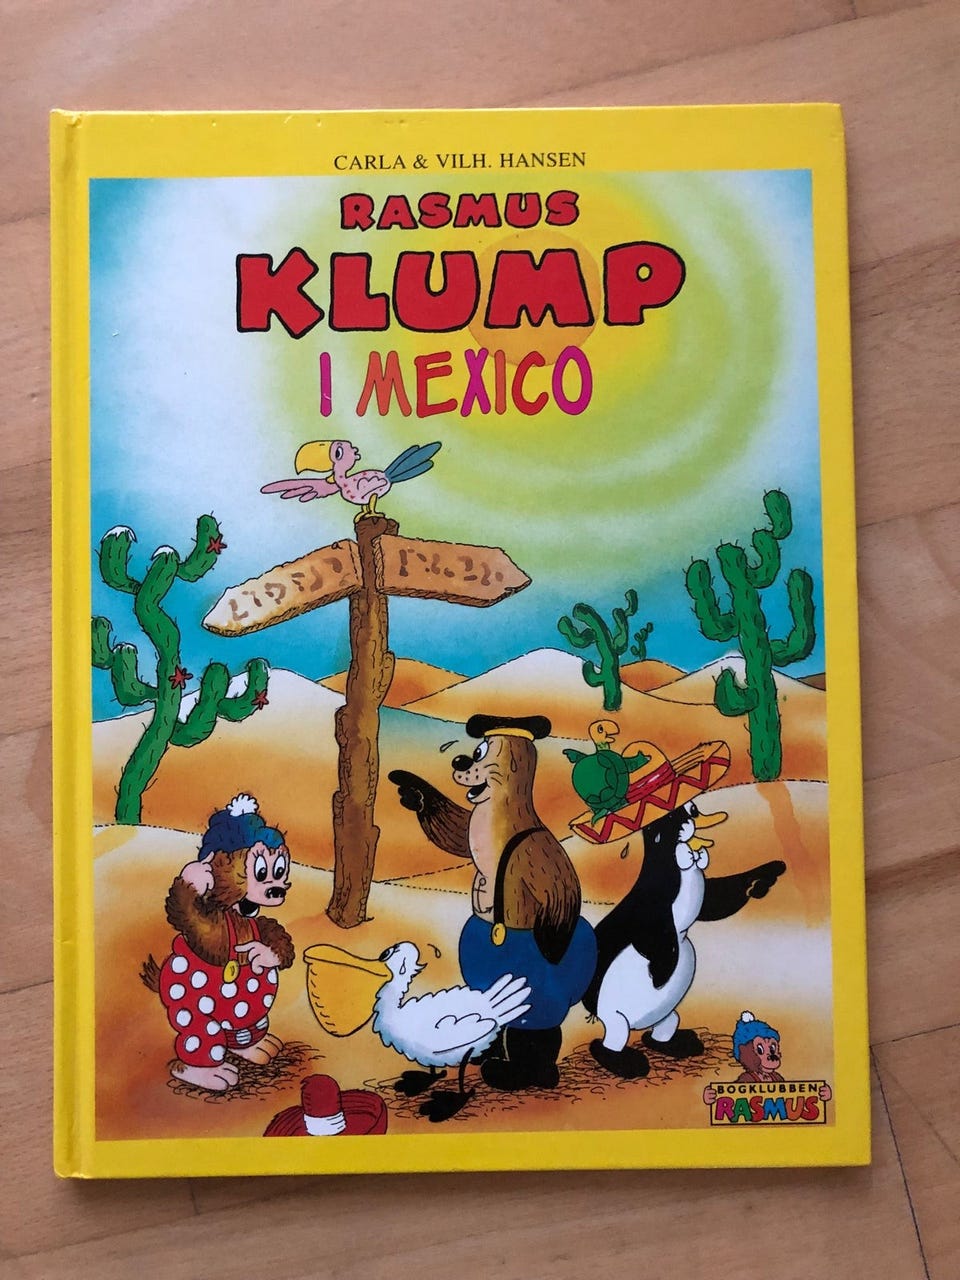 CARLA & VILH. HANSEN
RASMUS
KLUMP
I MEXICO
BOGKLUBBEN
RASMUS